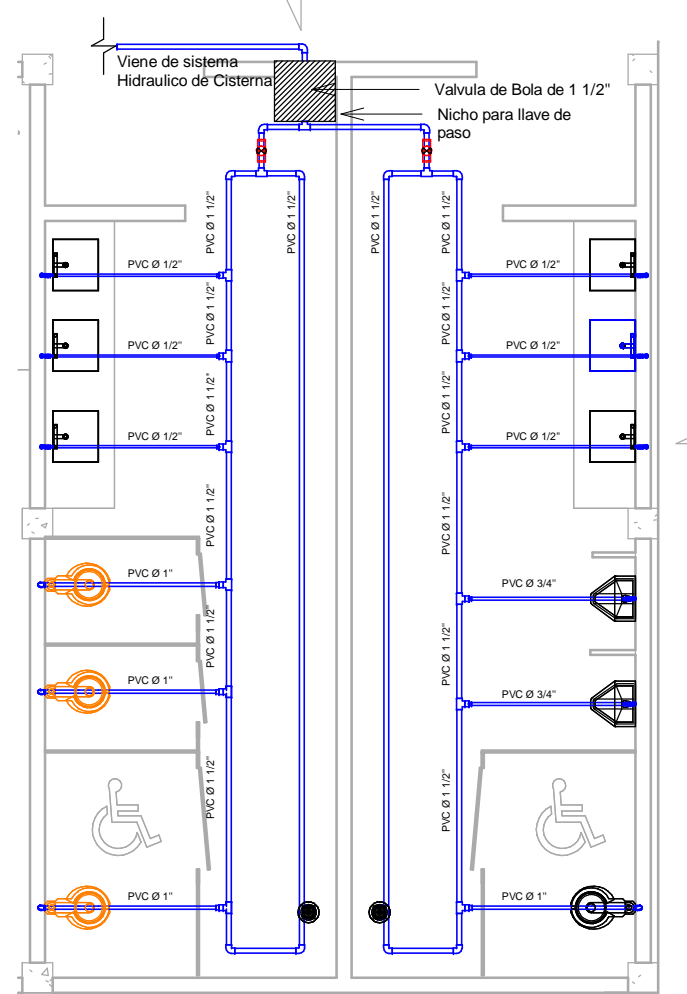 Viene de sistema
Hidraulico de Cisterna
Valvula de Bola de 1 1/2"
Nicho para llave de
paso
PVC Ø 1 1/2"
PVC Ø 1 1/2"
PVC Ø 1 1/2"
PVC Ø 1 1/2"
PVC Ø 1/2"
PVC Ø 1/2"
PVC Ø 1 1/2"
PVC Ø 1 1/2"
PVC Ø 1/2"
PVC Ø 1/2"
PVC Ø 1 1/2"
PVC Ø 1 1/2"
PVC Ø 1/2"
PVC Ø 1/2"
PVC Ø 1 1/2"
PVC Ø 1 1/2"
PVC Ø 1"
PVC Ø 3/4"
PVC Ø 1 1/2"
PVC Ø 1 1/2"
PVC Ø 1"
PVC Ø 3/4"
PVC Ø 1 1/2"
PVC Ø 1 1/2"
PVC Ø 1"
PVC Ø 1"